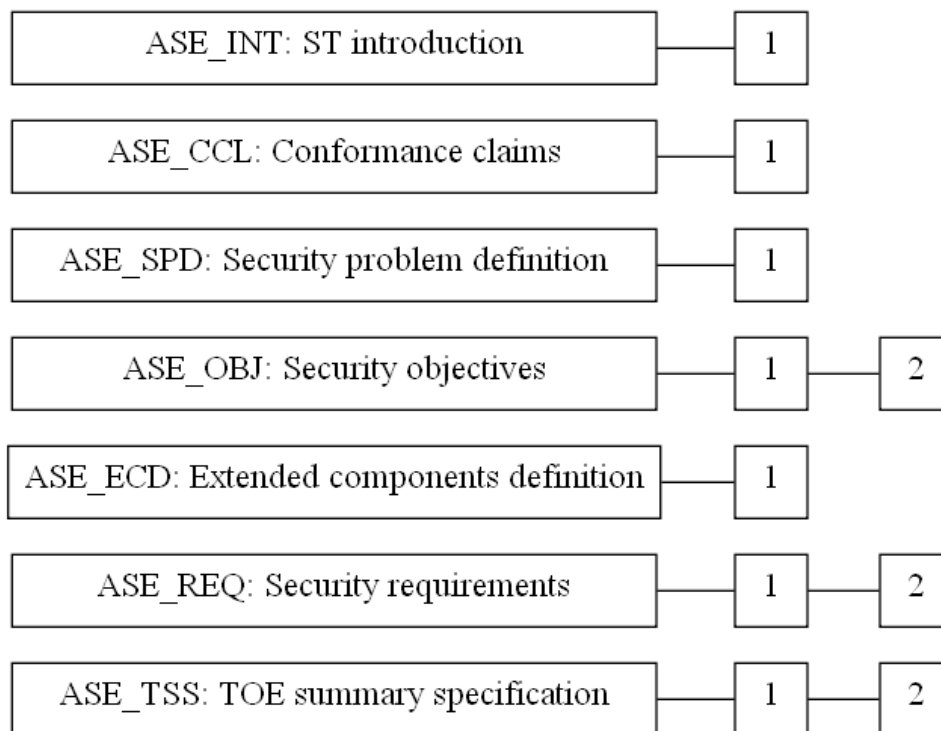 ASE_INT: ST introduction 1
ASE_CCL: Conformance claims 1
ASE_SPD: Security problem definition 1
ASE_OBJ: Security objectives 1 2
ASE_ECD: Extended components definition 1
ASE_REQ: Security requirements 1 2
ASE_TSS: TOE summary specification 1 2